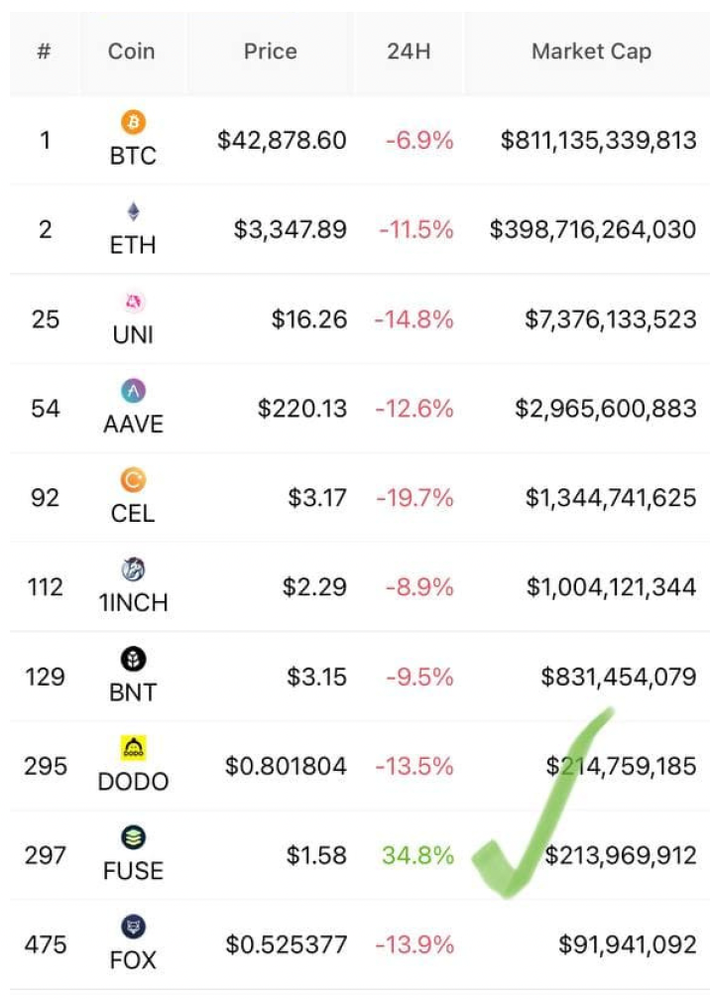 # Coin Price 24H Market Cap
1 BTC $42,878.60 -6.9% $811,135,339,813
2 ETH $3,347.89 -11.5% $398,716,264,030
25 UNI $16.26 -14.8% $7,376,133,523
54 AAVE $220.13 -12.6% $2,965,600,883
92 CEL $3.17 -19.7% $1,344,741,625
112 1INCH $2.29 -8.9% $1,004,121,344
129 BNT $3.15 -9.5% $831,454,079
DODO
295 DODO $0.801804 -13.5% $214,759,185
297 FUSE $1.58 34.8% $213,969,912
475 FOX $0.525377 -13.9% $91,941,092